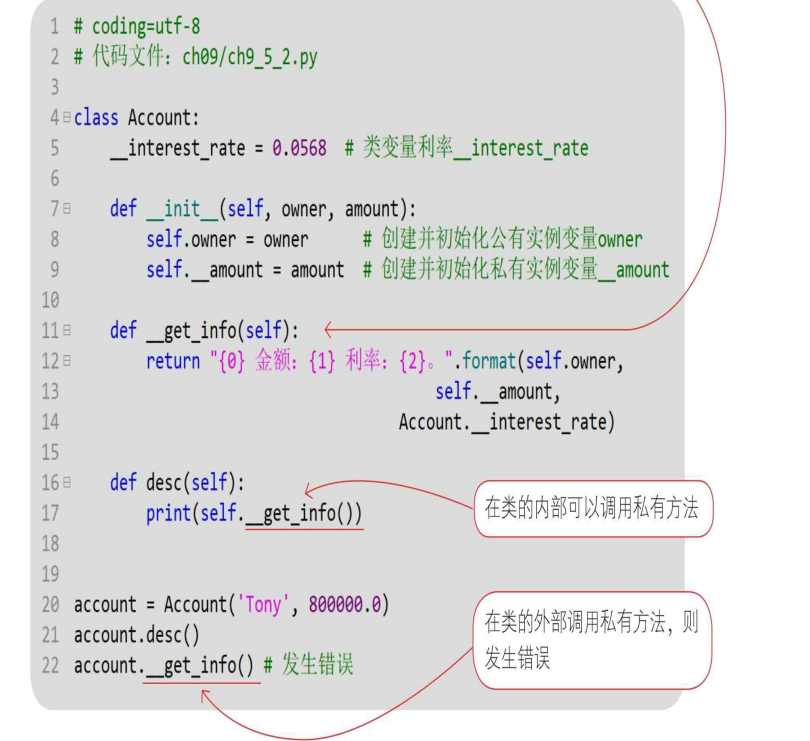 1 # coding=utf-8
2 # 代码文件: ch09/ch9_5_2.py
3
4 class Account:
5     __interest_rate = 0.0568  # 类变量利率__interest_rate
6
7     def __init__(self, owner, amount):
8         self.owner = owner      # 创建并初始化公有实例变量owner
9         self.__amount = amount  # 创建并初始化私有实例变量__amount
10
11     def __get_info(self):
12         return "{0} 金额: {1} 利率: {2}。".format(self.owner,
13                                         self.__amount,
14                                     Account.__interest_rate)
15
16     def desc(self):
17         print(self.__get_info())
在类的内部可以调用私有方法
18
19
20 account = Account('Tony', 800000.0)
21 account.desc()
22 account.__get_info() # 发生错误
在类的外部调用私有方法，则
发生错误